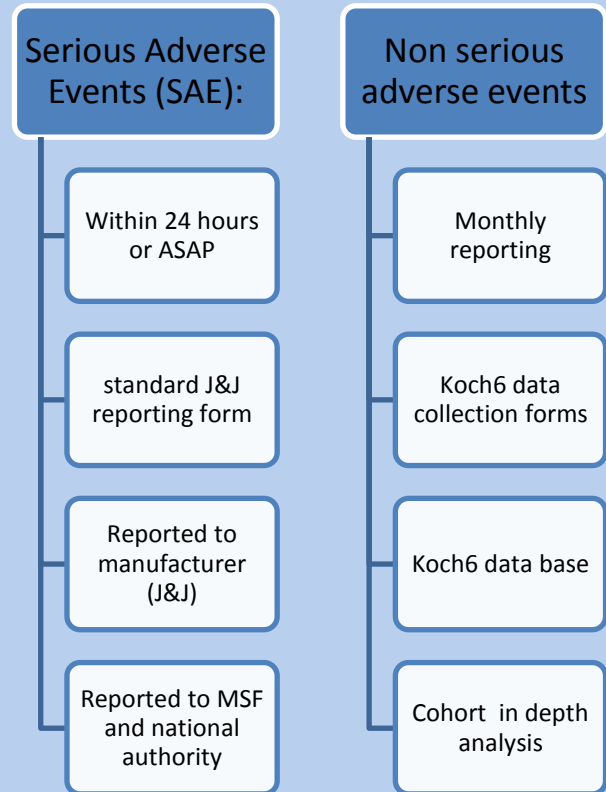 Serious Adverse
Events (SAE):
Within 24 hours
or ASAP
standard J&J
reporting form
Reported to
manufacturer
(J&J)
Reported to MSF
and national
authority
Non serious
adverse events
Monthly
reporting
Koch6 data
collection forms
Koch6 data base
Cohort in depth
analysis